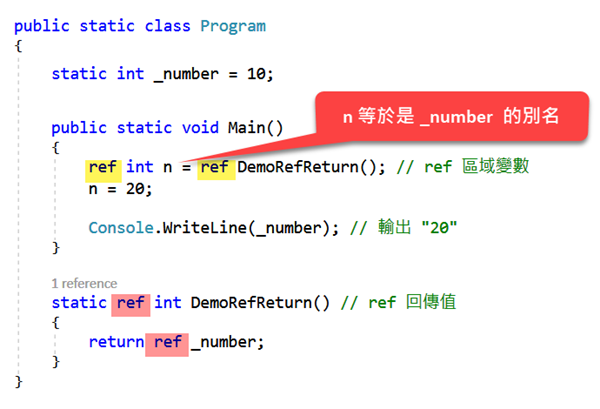 public static class Program
{
static int _number = 10;
n 等於是 _number 的別名
public static void Main()
{
ref int n = ref DemoRefReturn(); // ref 區域變數
n = 20;
Console.WriteLine(_number); // 輸出 "20"
}
1 reference
static ref int DemoRefReturn() // ref 回傳值
{
return ref _number;
}
}